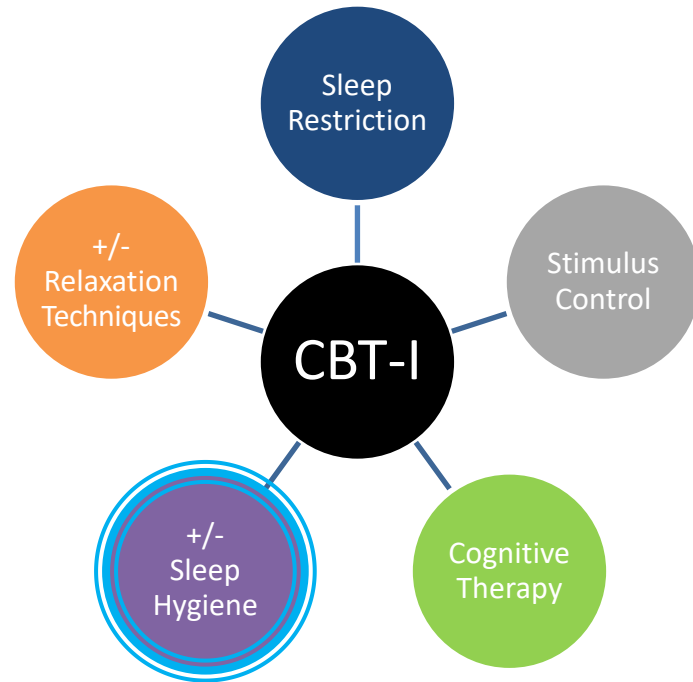 Sleep
Restriction
+/-
Relaxation
Techniques
Stimulus
Control
CBT-I
+/-
Sleep
Hygiene
Cognitive
Therapy